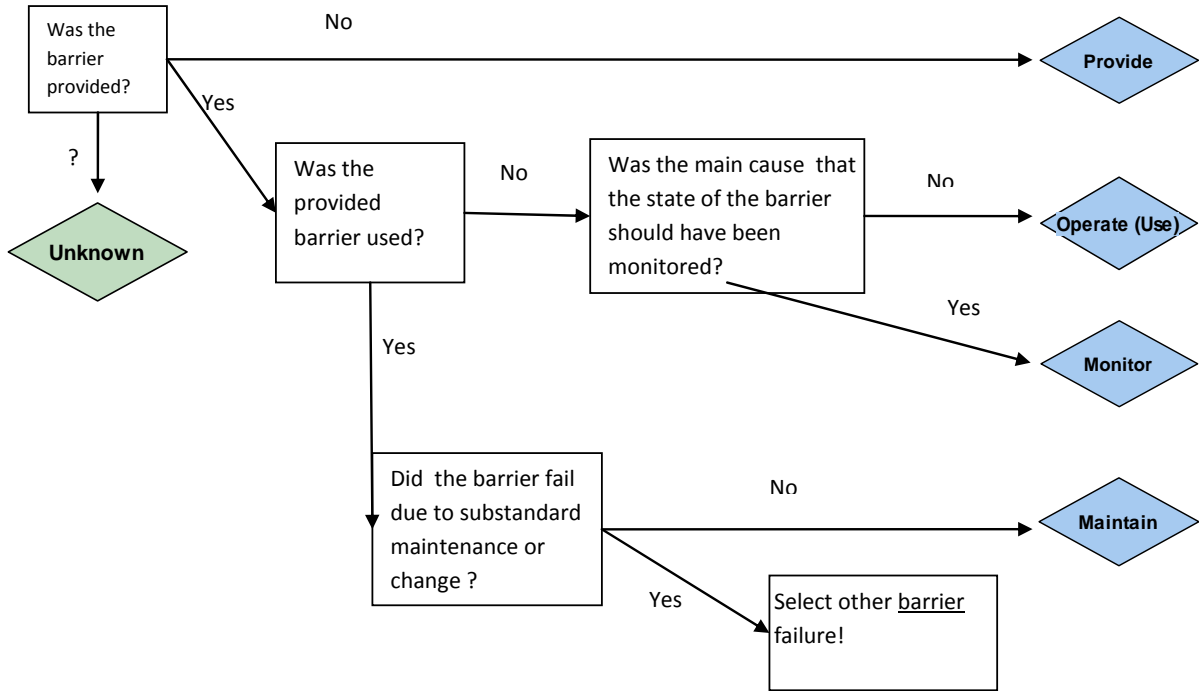 Was the
barrier
provided?
No
Provide
Yes
?
Unknown
Was the
provided
barrier used?
No
Was the main cause that
the state of the barrier
should have been
monitored?
No
Operate (Use)
Yes
Monitor
Yes
Did the barrier fail
due to substandard
maintenance or
change ?
No
Maintain
Yes
Select other barrier
failure!